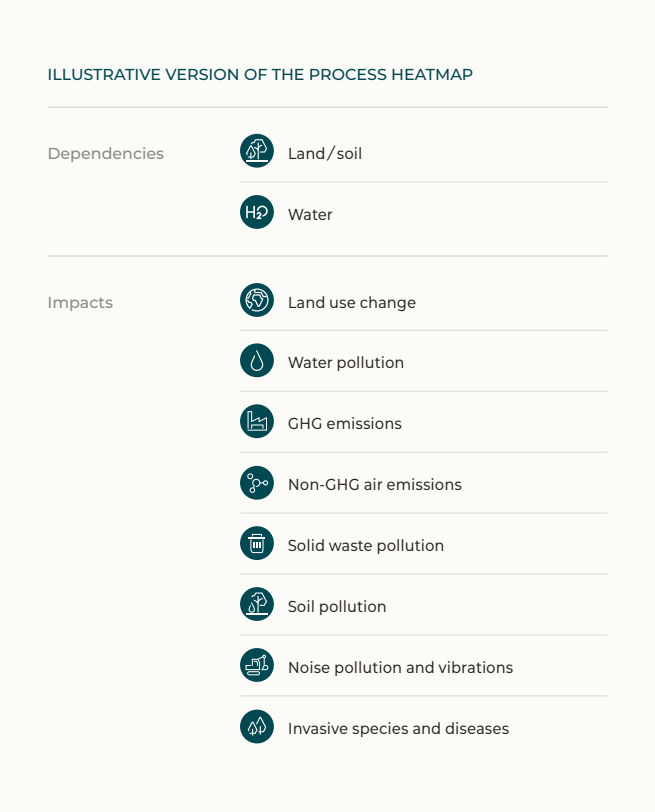 ILLUSTRATIVE VERSION OF THE PROCESS HEATMAP
Dependencies
Land/soil
H2O
Water
Impacts
Land use change
Water pollution
GHG emissions
Non-GHG air emissions
Solid waste pollution
Soil pollution
Noise pollution and vibrations
Invasive species and diseases